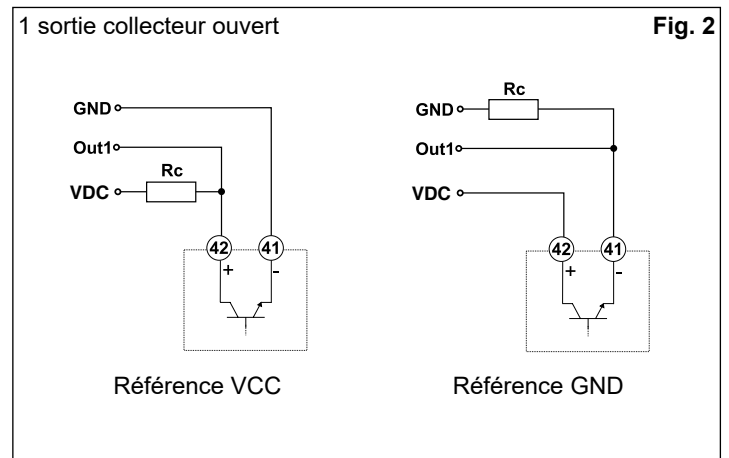 1 sortie collecteur ouvert
Fig. 2
GND
Out1
Rc
VDC
42
41
+
-
Référence VCC
Rc
GND
Out1
VDC
42
41
+
-
Référence GND